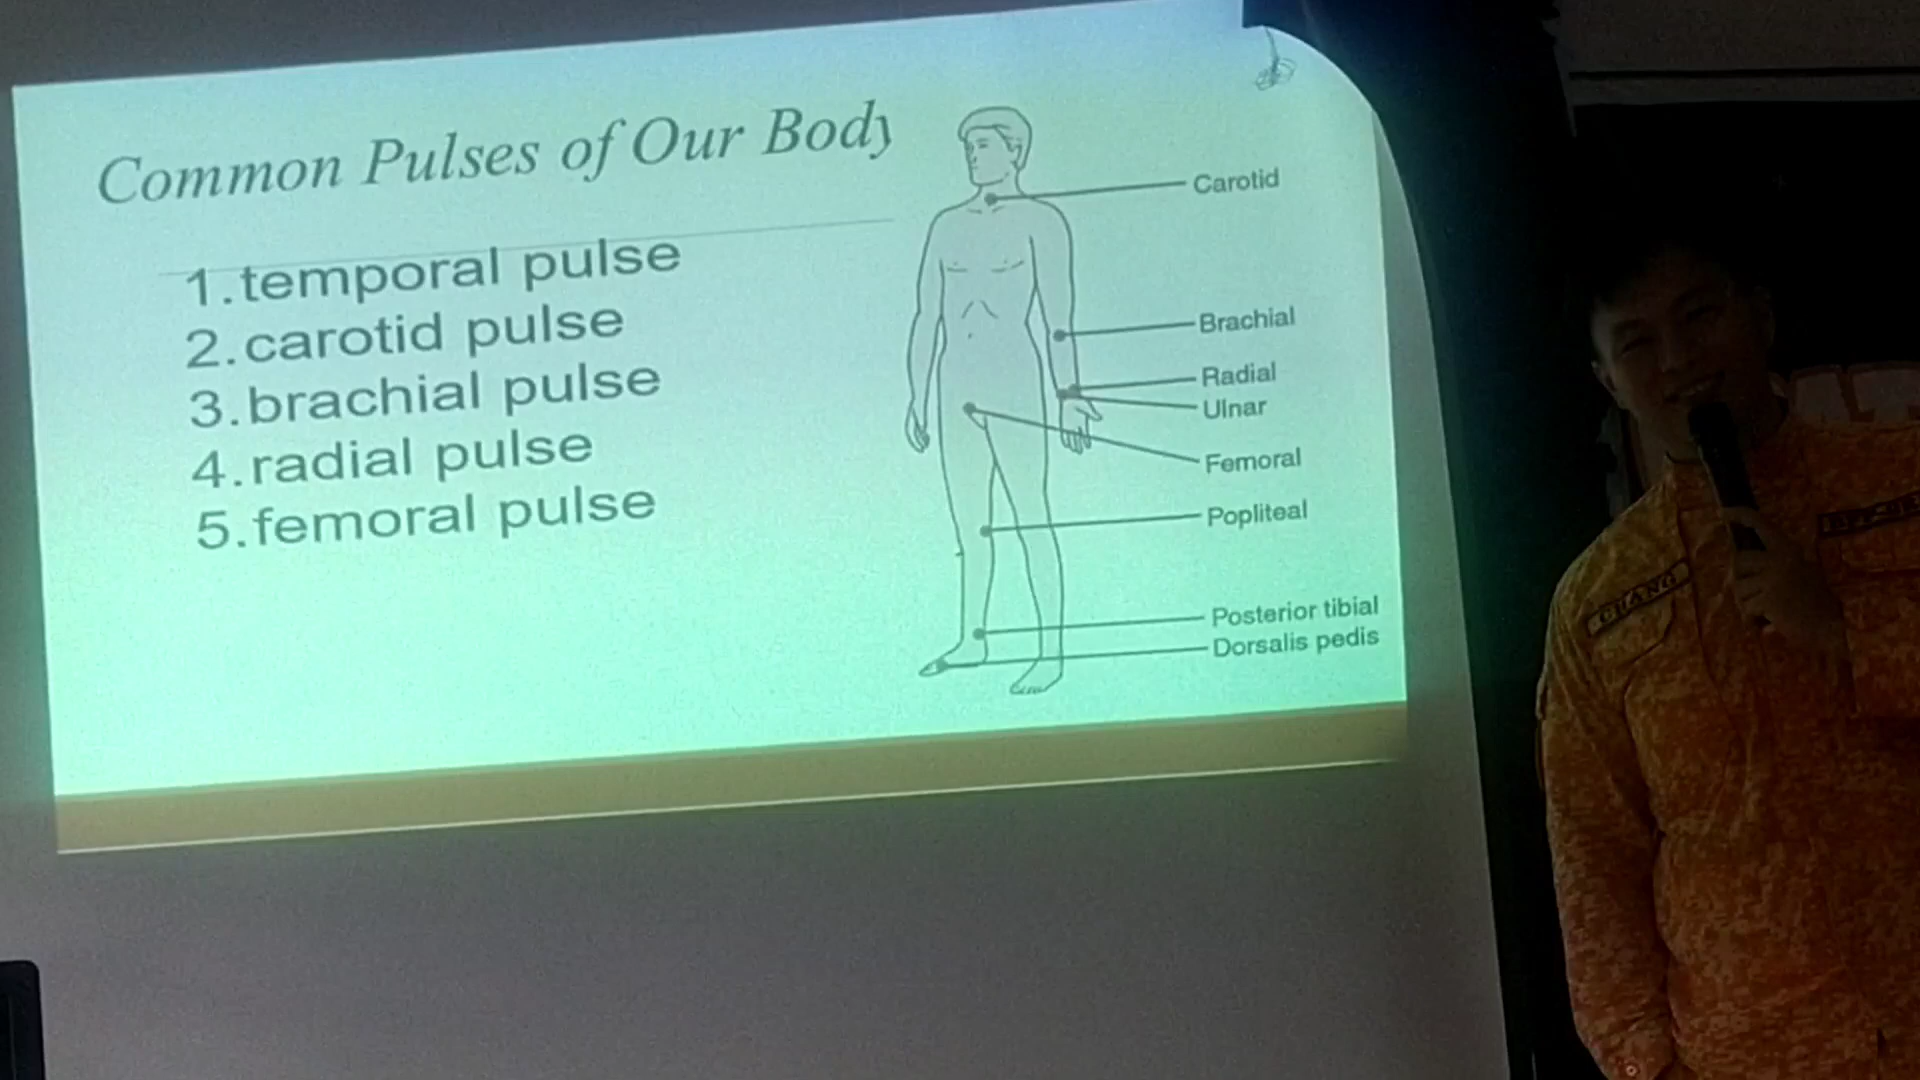 Common Pulses of Our Body
1. temporal pulse
2. carotid pulse
3. brachial pulse
4. radial pulse
5. femoral pulse
Carotid
Brachial
Radial
Ulnar
Femoral
Popliteal
Posterior tibial
Dorsalis pedis
CHANG